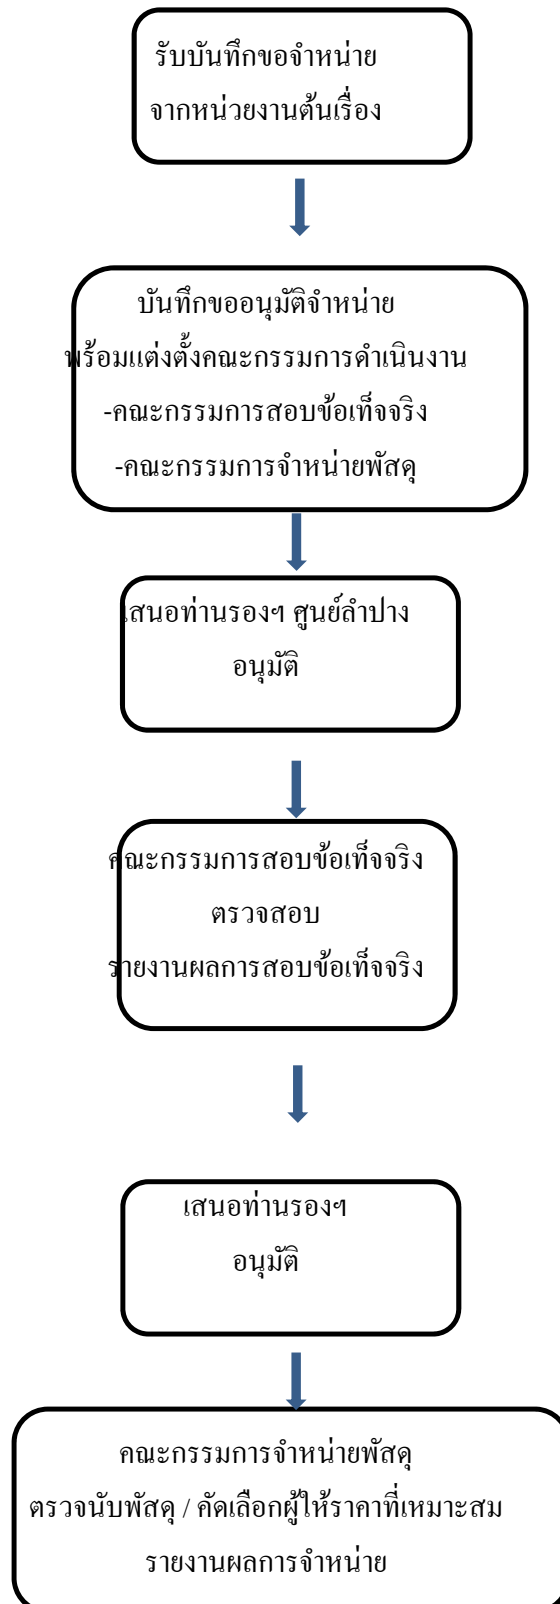 รับบันทึกขอจำหน่าย
จากหน่วยงานต้นเรื่อง
บันทึกขออนุมัติจำหน่าย
พร้อมแต่งตั้งคณะกรรมการดำเนินงาน
-คณะกรรมการสอบข้อเท็จจริง
-คณะกรรมการจำหน่ายพัสดุ
เสนอท่านรองฯ ศูนย์ลำปาง
อนุมัติ
คณะกรรมการสอบข้อเท็จจริง
ตรวจสอบ
รายงานผลการสอบข้อเท็จจริง
เสนอท่านรองฯ
อนุมัติ
คณะกรรมการจำหน่ายพัสดุ
ตรวจนับพัสดุ / คัดเลือกผู้ให้ราคาที่เหมาะสม
รายงานผลการจำหน่าย